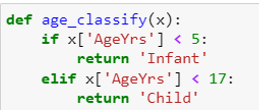 def age_classify(x):
    if x['AgeYrs'] < 5:
        return 'Infant'
    elif x['AgeYrs'] < 17:
        return 'Child'